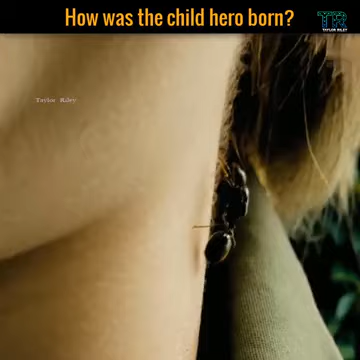 How was the child hero born?
TR
TAYLOR RILEY
Taylor Riley